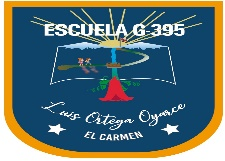 ESCUELA G-395
Luis Ortega Oyarce
EL CARMEN